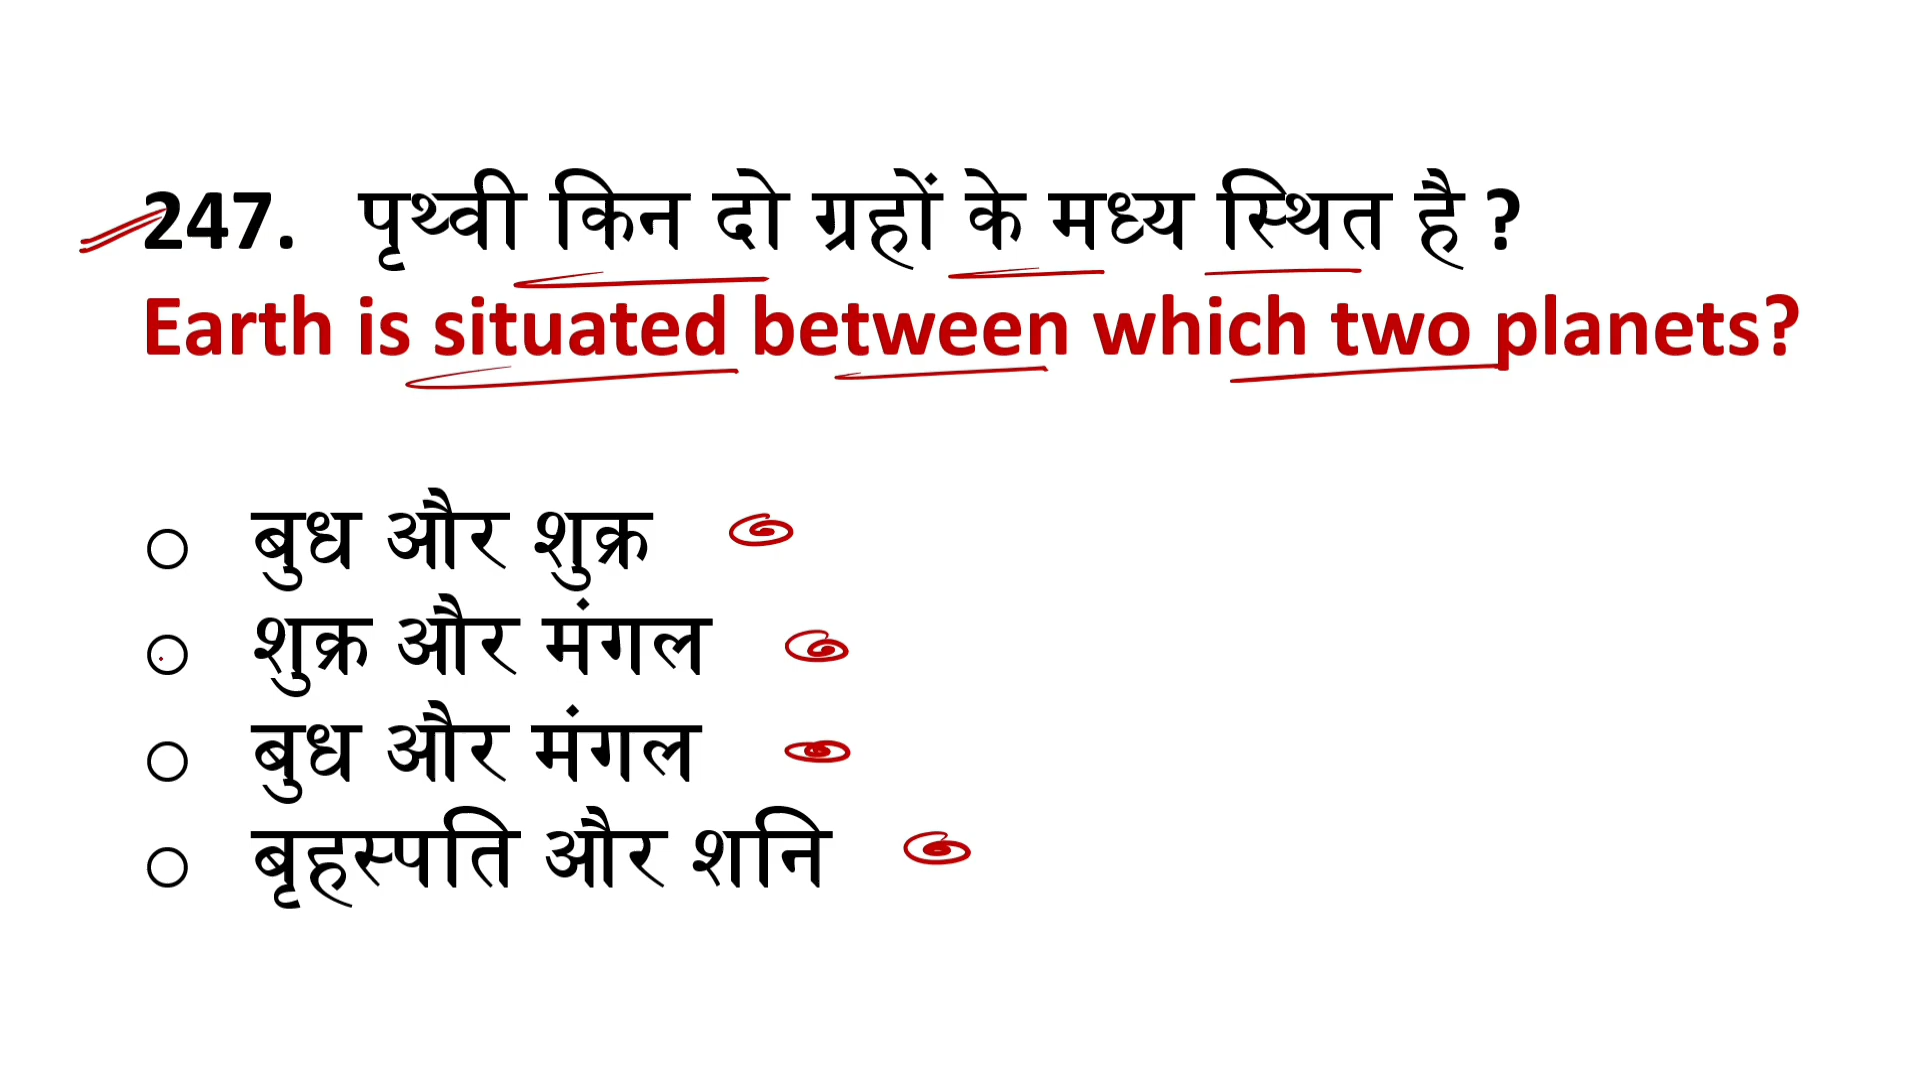 247. पृथ्वी किन दो ग्रहों के मध्य स्थित है ?
Earth is situated between which two planets?
बुध और शुक्र
शुक्र और मंगल
बुध और मंगल
बृहस्पति और शनि